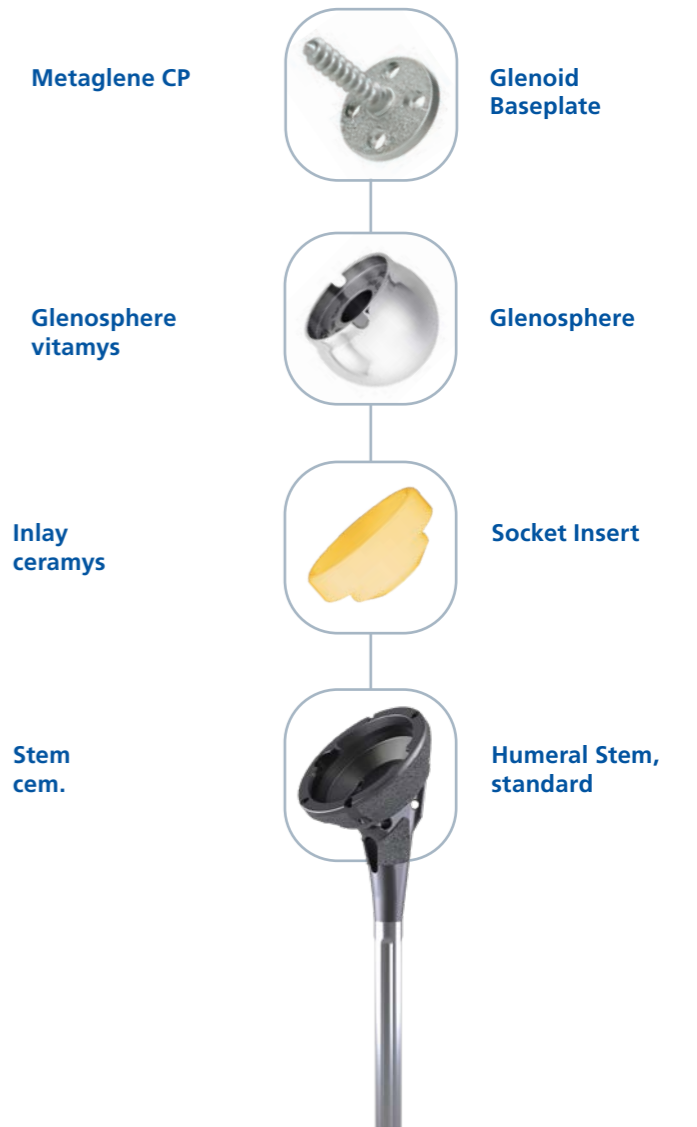 Metaglene CP
Glenoid
Baseplate
Glenosphere
vitamys
Glenosphere
Inlay
ceramys
Socket Insert
Stem
cem.
Humeral Stem,
standard